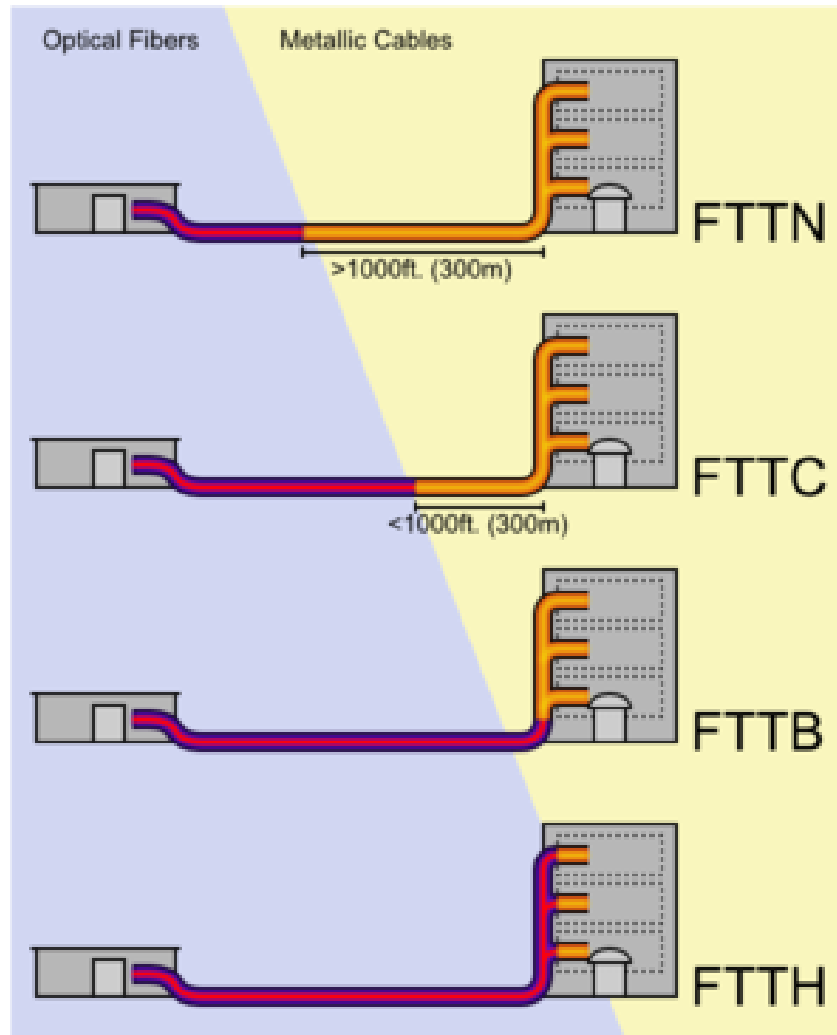 Optical Fibers
Metallic Cables
FTTN
>1000ft. (300m)
FTTC
<1000ft. (300m)
FTTB
FTTH